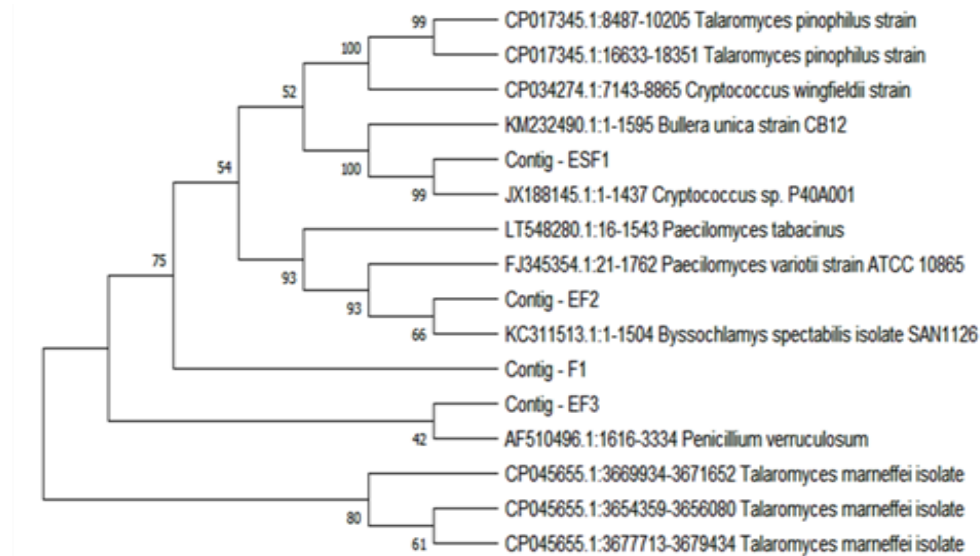 99
CP017345.1:8487-10205 Talaromyces pinophilus strain
CP017345.1:16633-18351 Talaromyces pinophilus strain
100
CP034274.1:7143-8865 Cryptococcus wingfieldii strain
52
KM232490.1:1-1595 Bullera unica strain CB12
Contig - ESF1
100
JX188145.1:1-1437 Cryptococcus sp. P40A001
99
54
LT548280.1:16-1543 Paecilomyces tabacinus
FJ345354.1:21-1762 Paecilomyces variotii strain ATCC 10865
75
93
Contig - EF2
93
KC311513.1:1-1504 Byssochlamys spectabilis isolate SAN1126
66
Contig - F1
Contig - EF3
AF510496.1:1616-3334 Penicillium verruculosum
42
CP045655.1:3669934-3671652 Talaromyces marneffei isolate
CP045655.1:3654359-3656080 Talaromyces marneffei isolate
80
CP045655.1:3677713-3679434 Talaromyces marneffei isolate
61